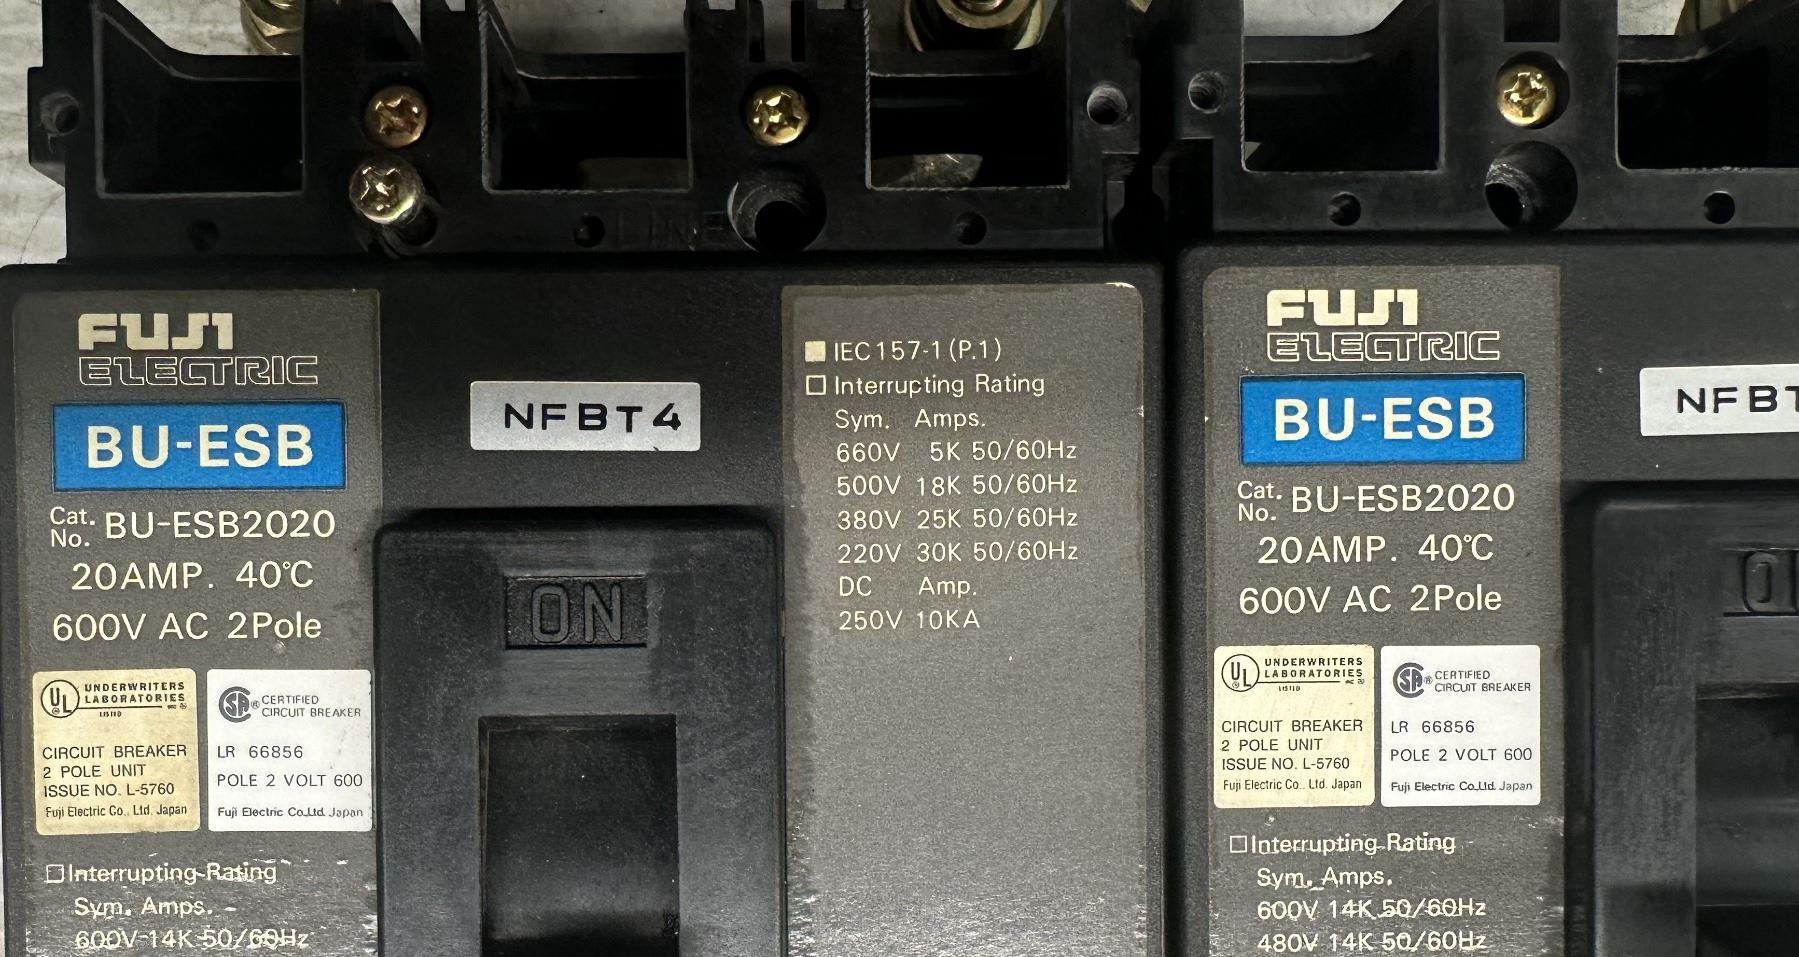 LINE
FUJI
ELECTRIC
BU-ESB
Cat. No. BU-ESB2020
20AMP. 40℃
600V AC 2Pole
UL UNDERWRITERS
LABORATORIES
CIRCUIT BREAKER
2 POLE UNIT
ISSUE NO. L-5760
Fuji Electric Co., Ltd. Japan
SA ® CERTIFIED
CIRCUIT BREAKER
LR 66856
POLE 2 VOLT 600
Fuji Electric Co.,Ltd. Japan
□Interrupting Rating
Sym. Amps.
600V 14K 50/60Hz
NFBT4
ON
■ IEC157-1 (P.1)
□ Interrupting Rating
Sym. Amps.
660V 5K 50/60Hz
500V 18K 50/60Hz
380V 25K 50/60Hz
220V 30K 50/60Hz
DC Amp.
250V 10KA
FUJI
ELECTRIC
BU-ESB
Cat. No. BU-ESB2020
20AMP. 40℃
600V AC 2Pole
UL UNDERWRITERS
LABORATORIES
CIRCUIT BREAKER
2 POLE UNIT
ISSUE NO. L-5760
Fuji Electric Co., Ltd. Japan
SA ® CERTIFIED
CIRCUIT BREAKER
LR 66856
POLE 2 VOLT 600
Fuji Electric Co.,Ltd. Japan
□Interrupting Rating
Sym. Amps.
600V 14K 50/60Hz
480V 14K 50/60Hz
NFBT